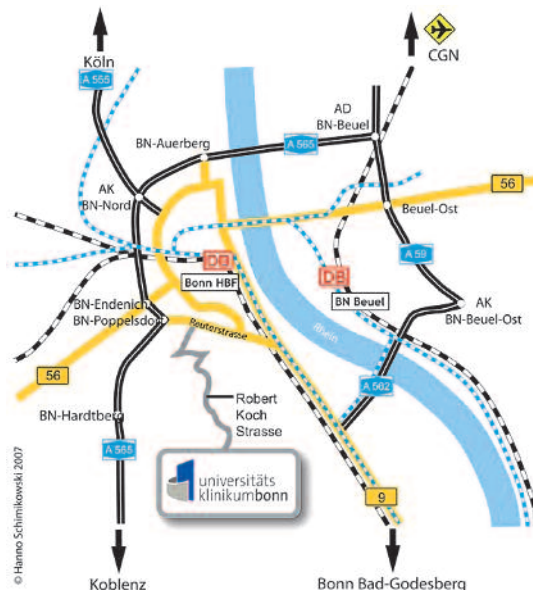 CGN
Köln
A 555
AD
BN-Beuel
BN-Auerberg
A 565
AK
BN-Nord
56
Beuel-Ost
A 59
DB
Bonn HBF
DB
BN Beuel
Rhein
AK
BN-Beuel-Ost
BN-Endenich
BN-Poppelsdorf
Reuterstrasse
56
A 562
BN-Hardtberg
Robert
Koch
Strasse
A 565
universitäts
klinikumbonn
9
© Hanno Schimikowski 2007
Koblenz
Bonn Bad-Godesberg